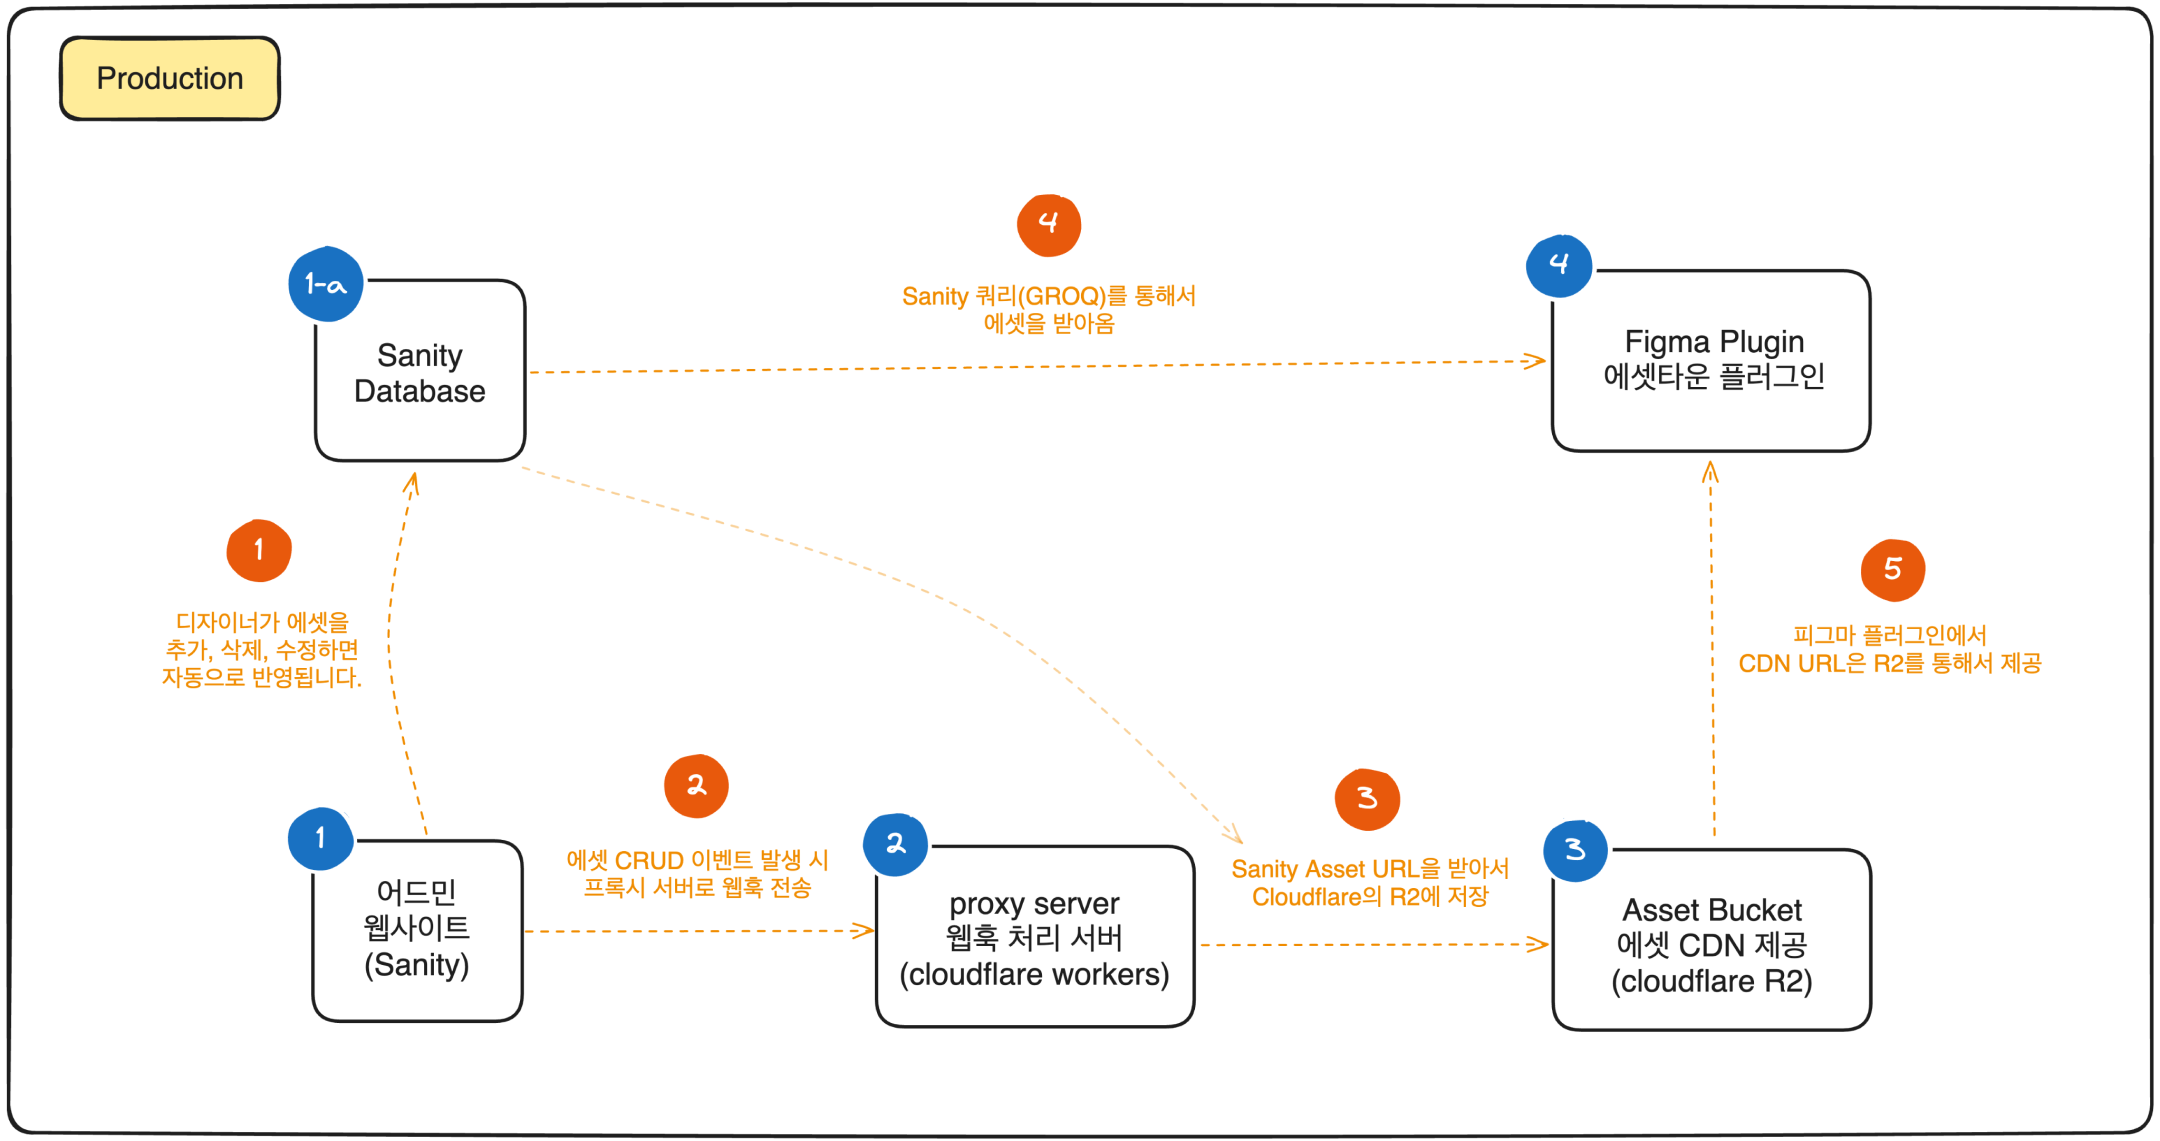 Production
4
Sanity 쿼리(GROQ)를 통해서
에셋을 받아옴
1-a
Sanity
Database
4
Figma Plugin
에셋타운 플러그인
1
디자이너가 에셋을
추가, 삭제, 수정하면
자동으로 반영됩니다.
5
피그마 플러그인에서
CDN URL은 R2를 통해서 제공
1
어드민
웹사이트
(Sanity)
2
에셋 CRUD 이벤트 발생 시
프록시 서버로 웹훅 전송
2
proxy server
웹훅 처리 서버
(cloudflare workers)
3
Sanity Asset URL을 받아서
Cloudflare의 R2에 저장
3
Asset Bucket
에셋 CDN 제공
(cloudflare R2)